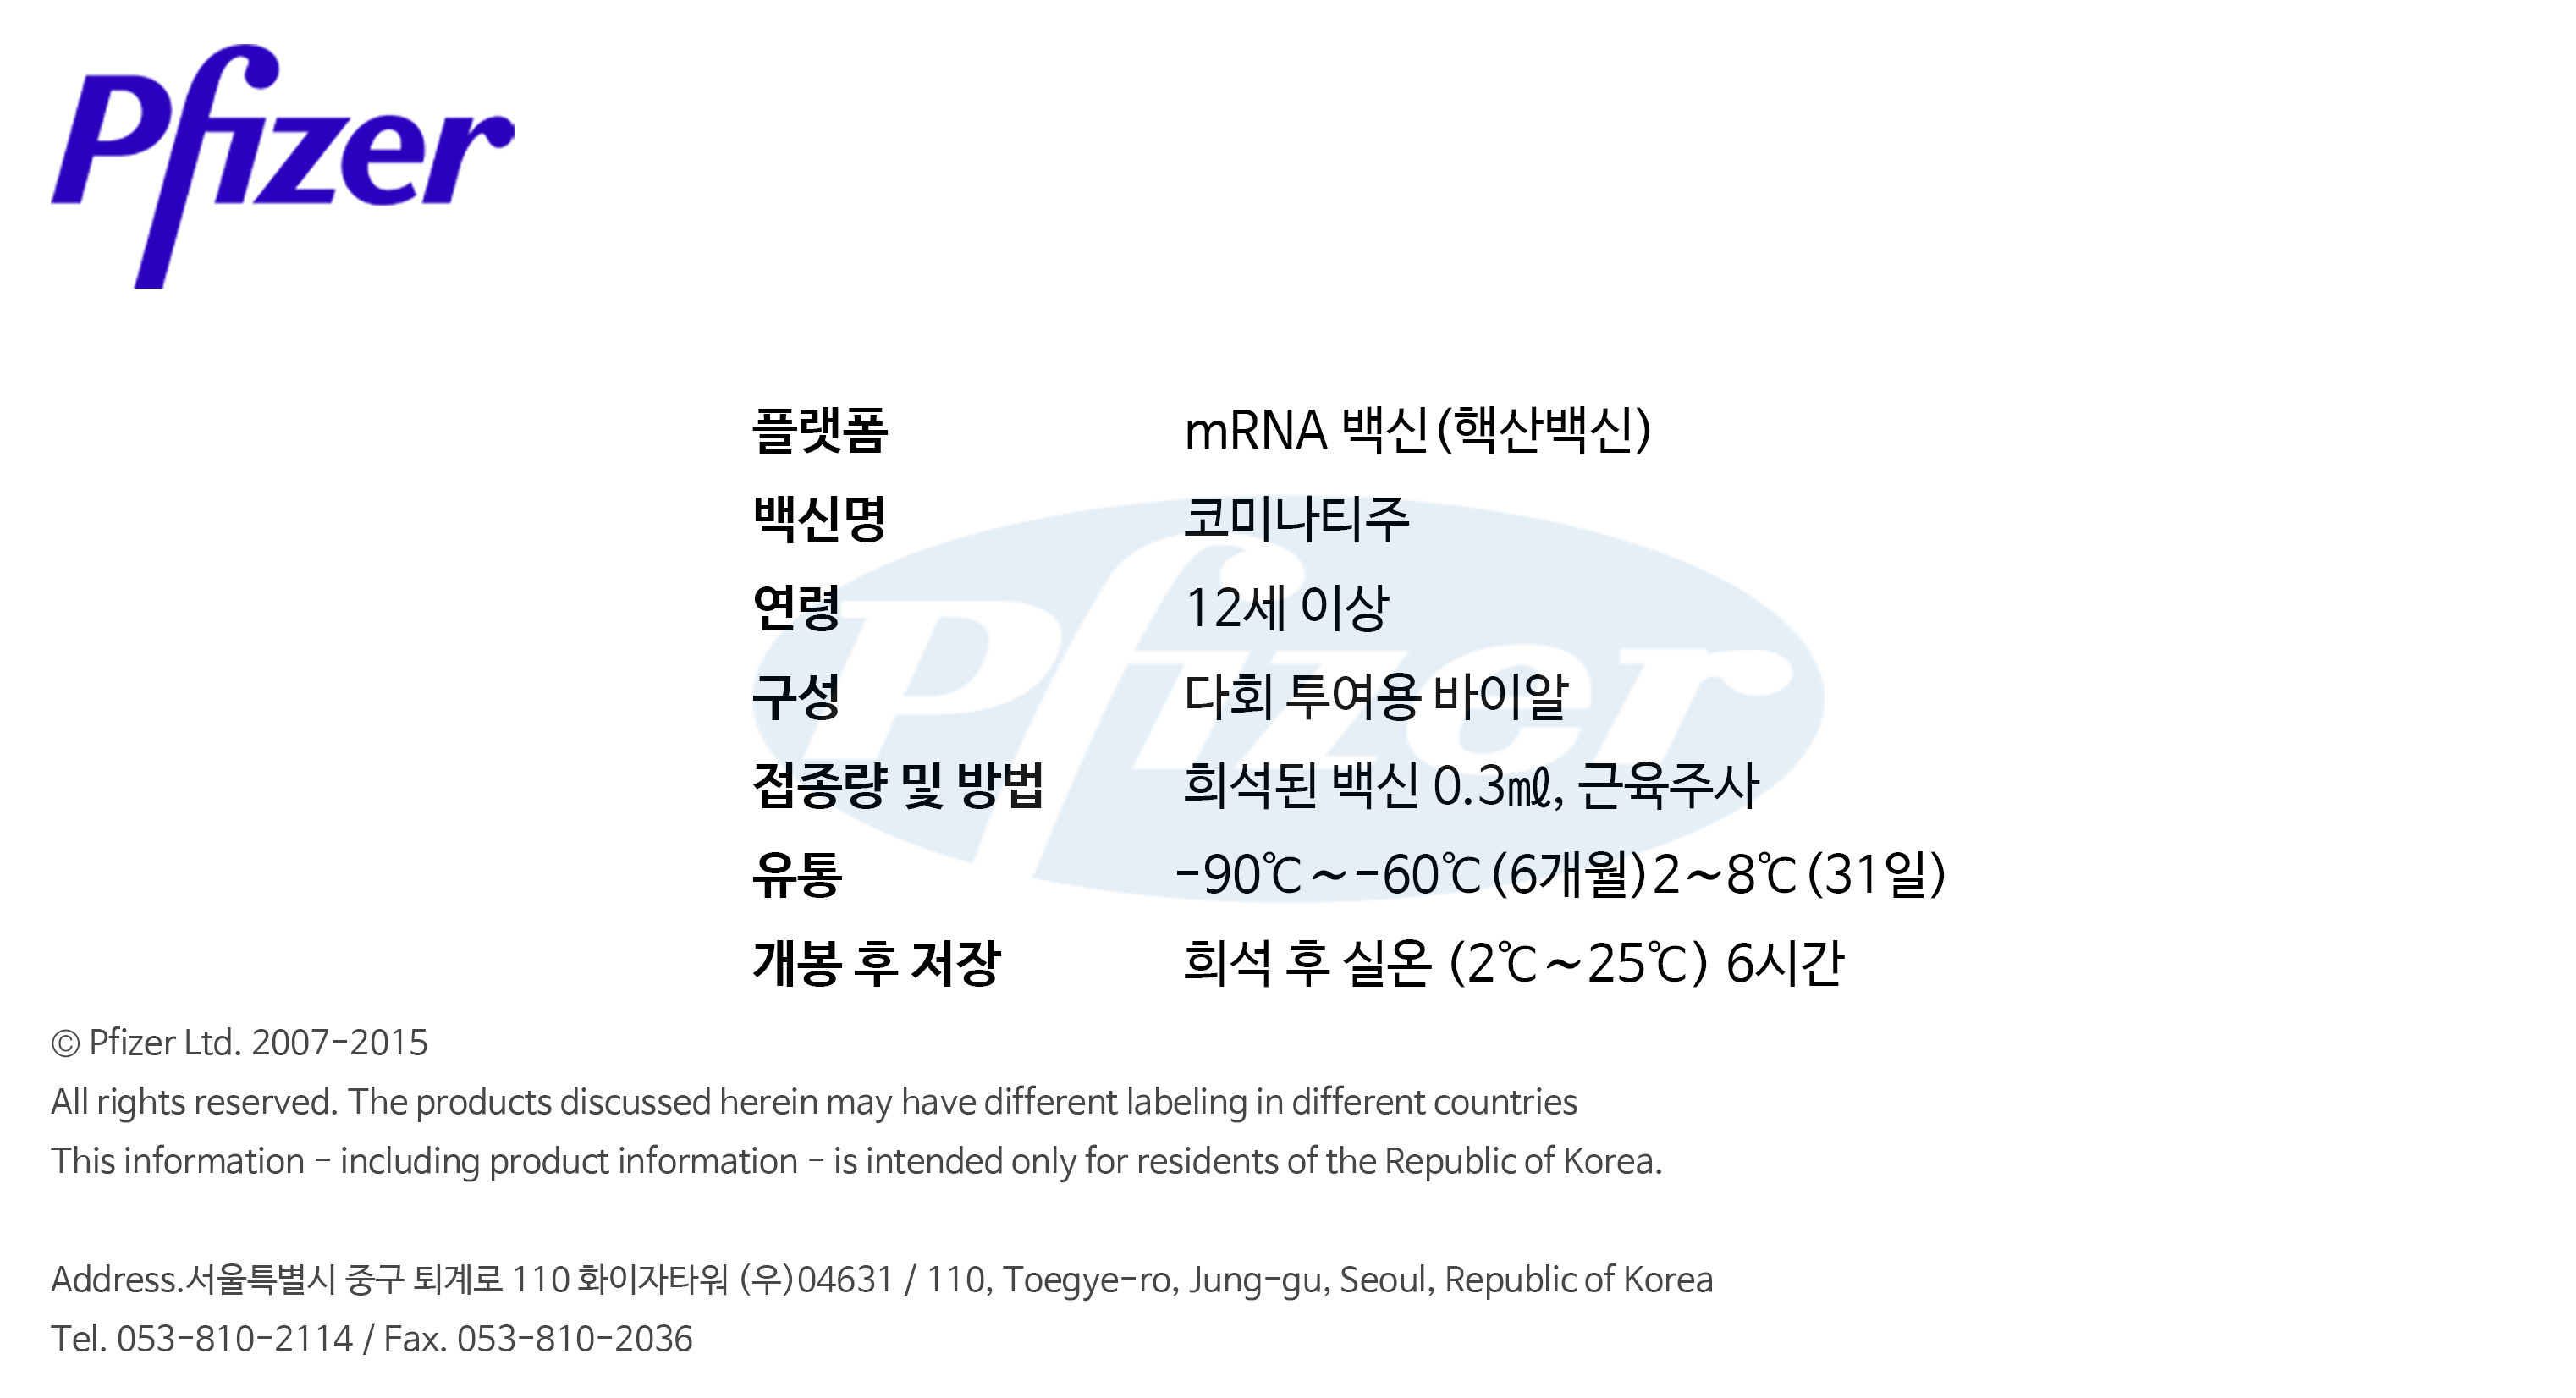 Pfizer
플랫폼 mRNA 백신(핵산백신)
백신명 코미나티주
연령 12세 이상
구성 다회 투여용 바이알
접종량 및 방법 희석된 백신 0.3㎖, 근육주사
유통 -90℃~-60℃(6개월)2~8℃(31일)
개봉 후 저장 희석 후 실온 (2℃~25℃) 6시간
Pfizer
ⓒ Pfizer Ltd. 2007-2015
All rights reserved. The products discussed herein may have different labeling in different countries
This information - including product information - is intended only for residents of the Republic of Korea.
Address.서울특별시 중구 퇴계로 110 화이자타워 (우)04631 / 110, Toegye-ro, Jung-gu, Seoul, Republic of Korea
Tel. 053-810-2114 / Fax. 053-810-2036